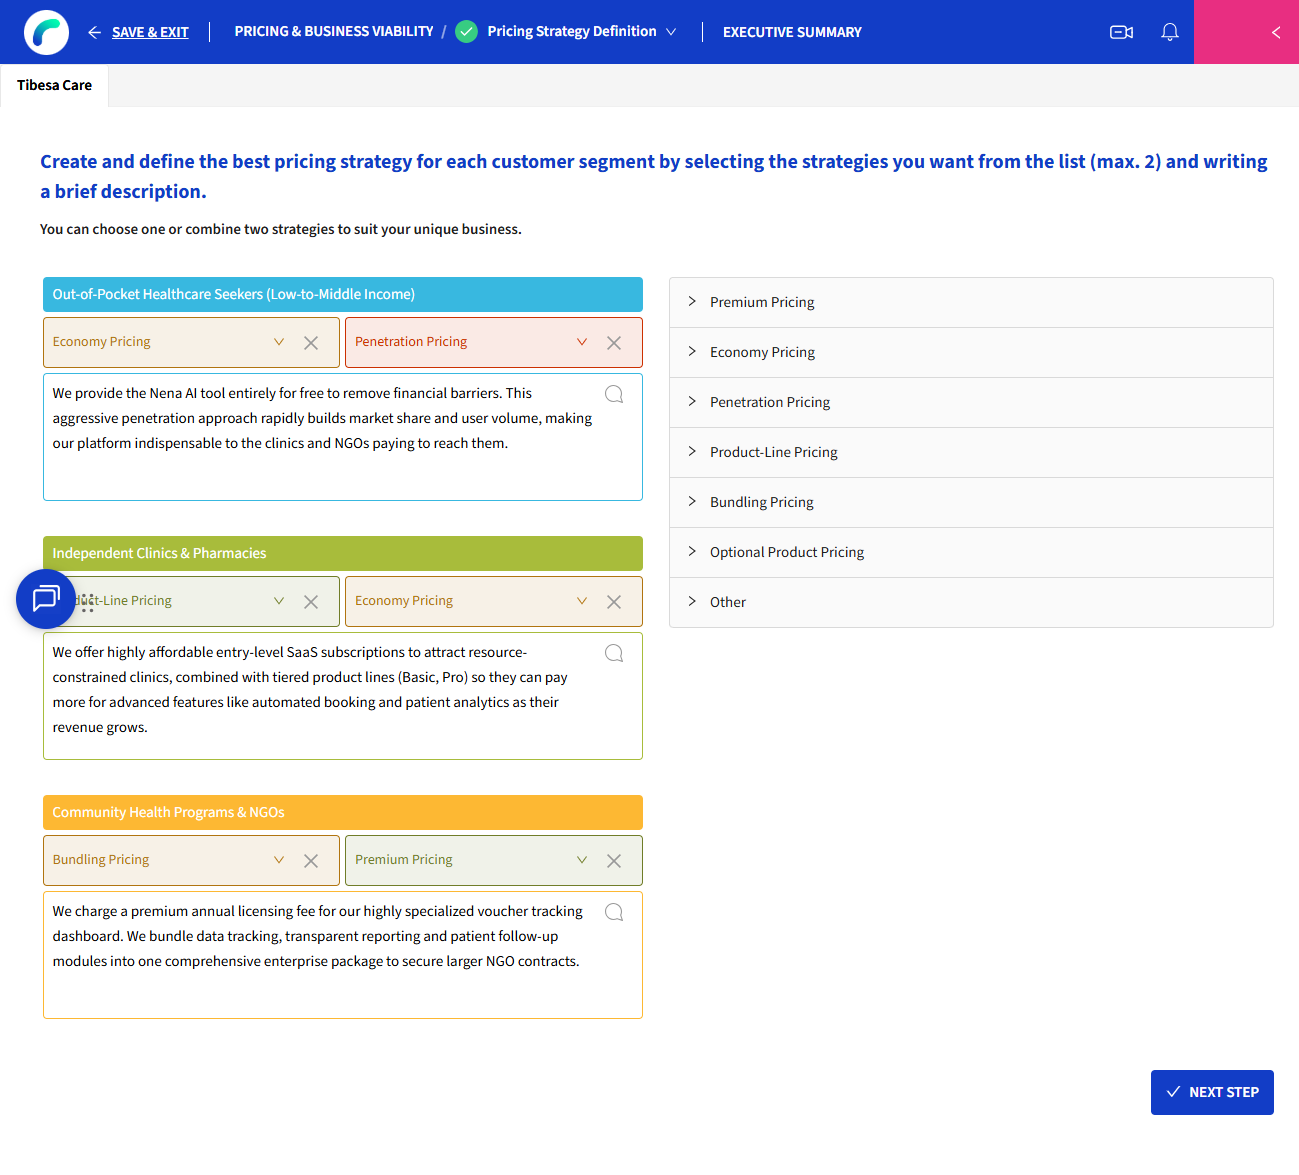 SAVE & EXIT
PRICING & BUSINESS VIABILITY / Pricing Strategy Definition
EXECUTIVE SUMMARY
Tibesa Care
Create and define the best pricing strategy for each customer segment by selecting the strategies you want from the list (max. 2) and writing
a brief description.
You can choose one or combine two strategies to suit your unique business.
Out-of-Pocket Healthcare Seekers (Low-to-Middle Income)
Economy Pricing
Penetration Pricing
We provide the Nena AI tool entirely for free to remove financial barriers. This
aggressive penetration approach rapidly builds market share and user volume, making
our platform indispensable to the clinics and NGOs paying to reach them.
Independent Clinics & Pharmacies
duct-Line Pricing
Economy Pricing
We offer highly affordable entry-level SaaS subscriptions to attract resource-
constrained clinics, combined with tiered product lines (Basic, Pro) so they can pay
more for advanced features like automated booking and patient analytics as their
revenue grows.
Community Health Programs & NGOs
Bundling Pricing
Premium Pricing
We charge a premium annual licensing fee for our highly specialized voucher tracking
dashboard. We bundle data tracking, transparent reporting and patient follow-up
modules into one comprehensive enterprise package to secure larger NGO contracts.
Premium Pricing
Economy Pricing
Penetration Pricing
Product-Line Pricing
Bundling Pricing
Optional Product Pricing
Other
NEXT STEP